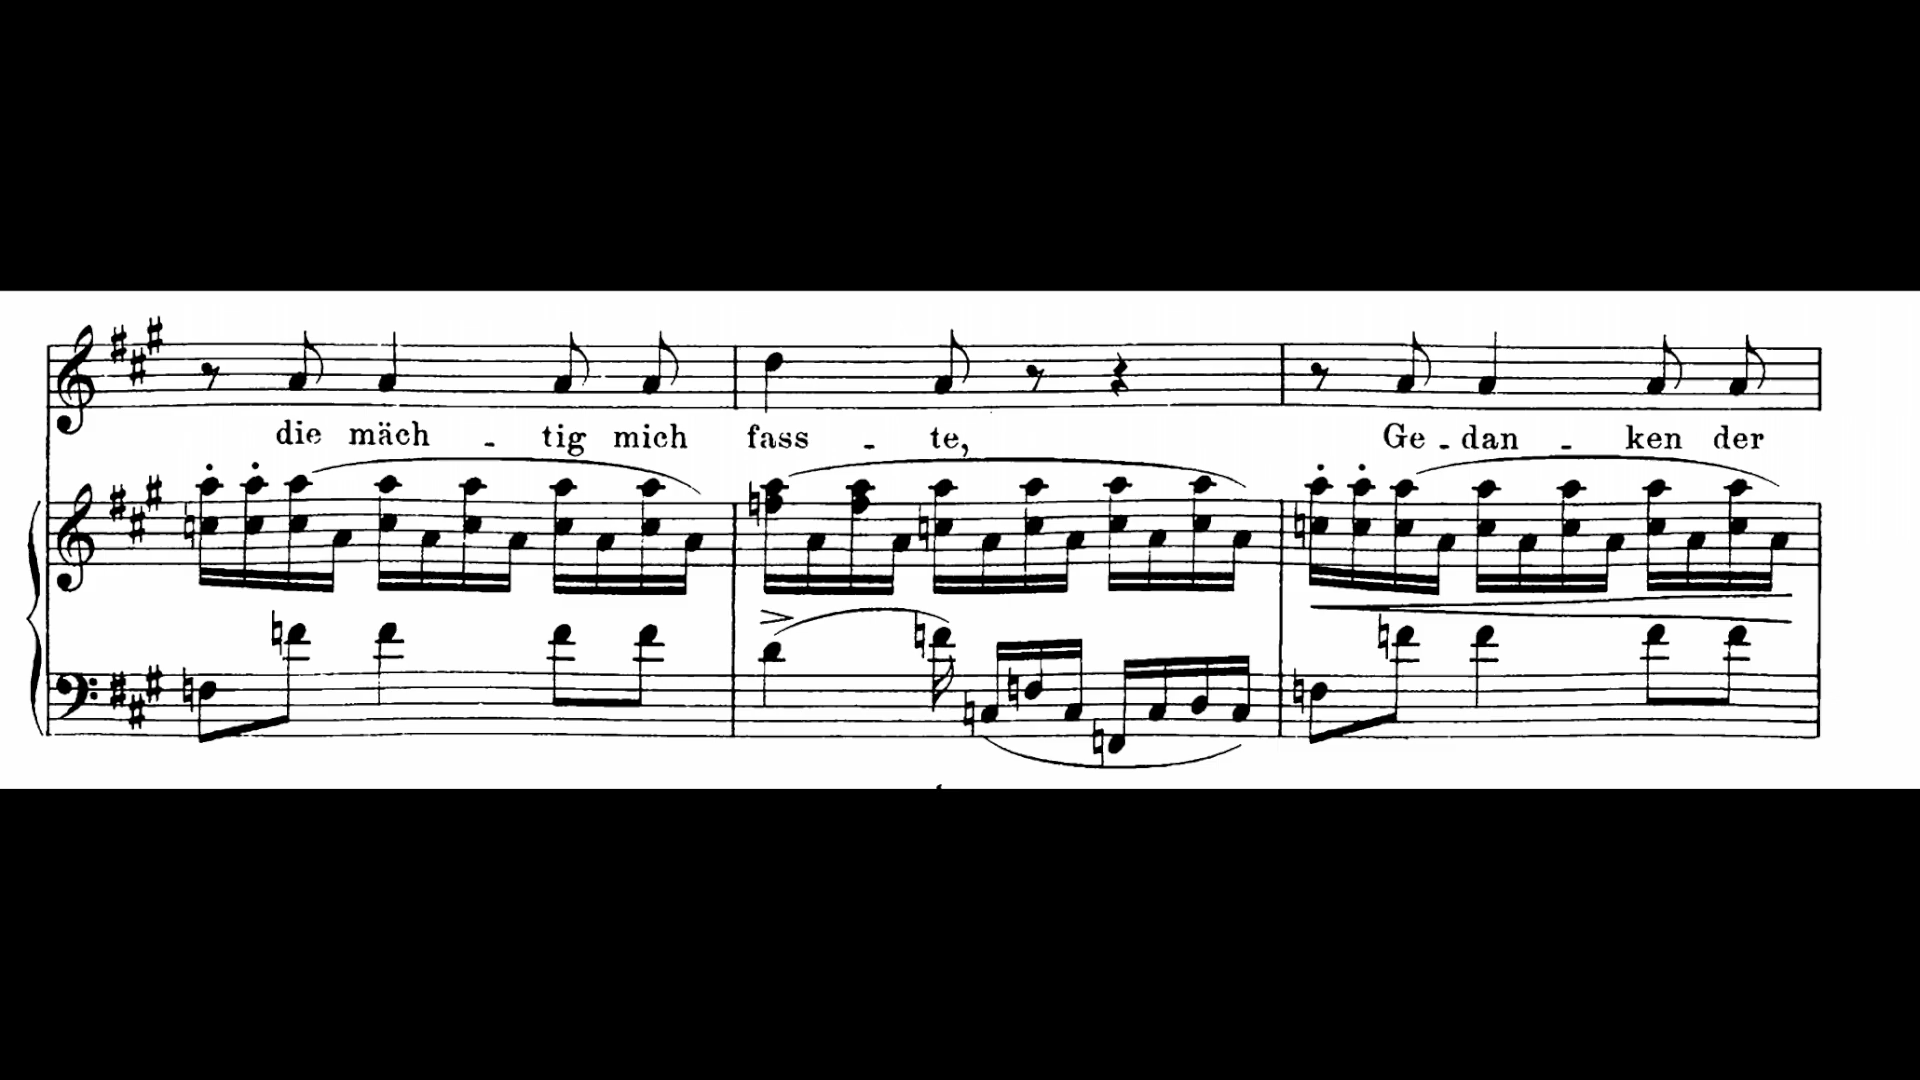 die mäch - tig mich fass - te, Ge - dan - ken der